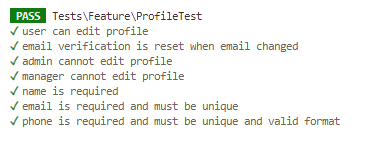 PASS Tests\Feature\ProfileTest
✓ user can edit profile
✓ email verification is reset when email changed
✓ admin cannot edit profile
✓ manager cannot edit profile
✓ name is required
✓ email is required and must be unique
✓ phone is required and must be unique and valid format